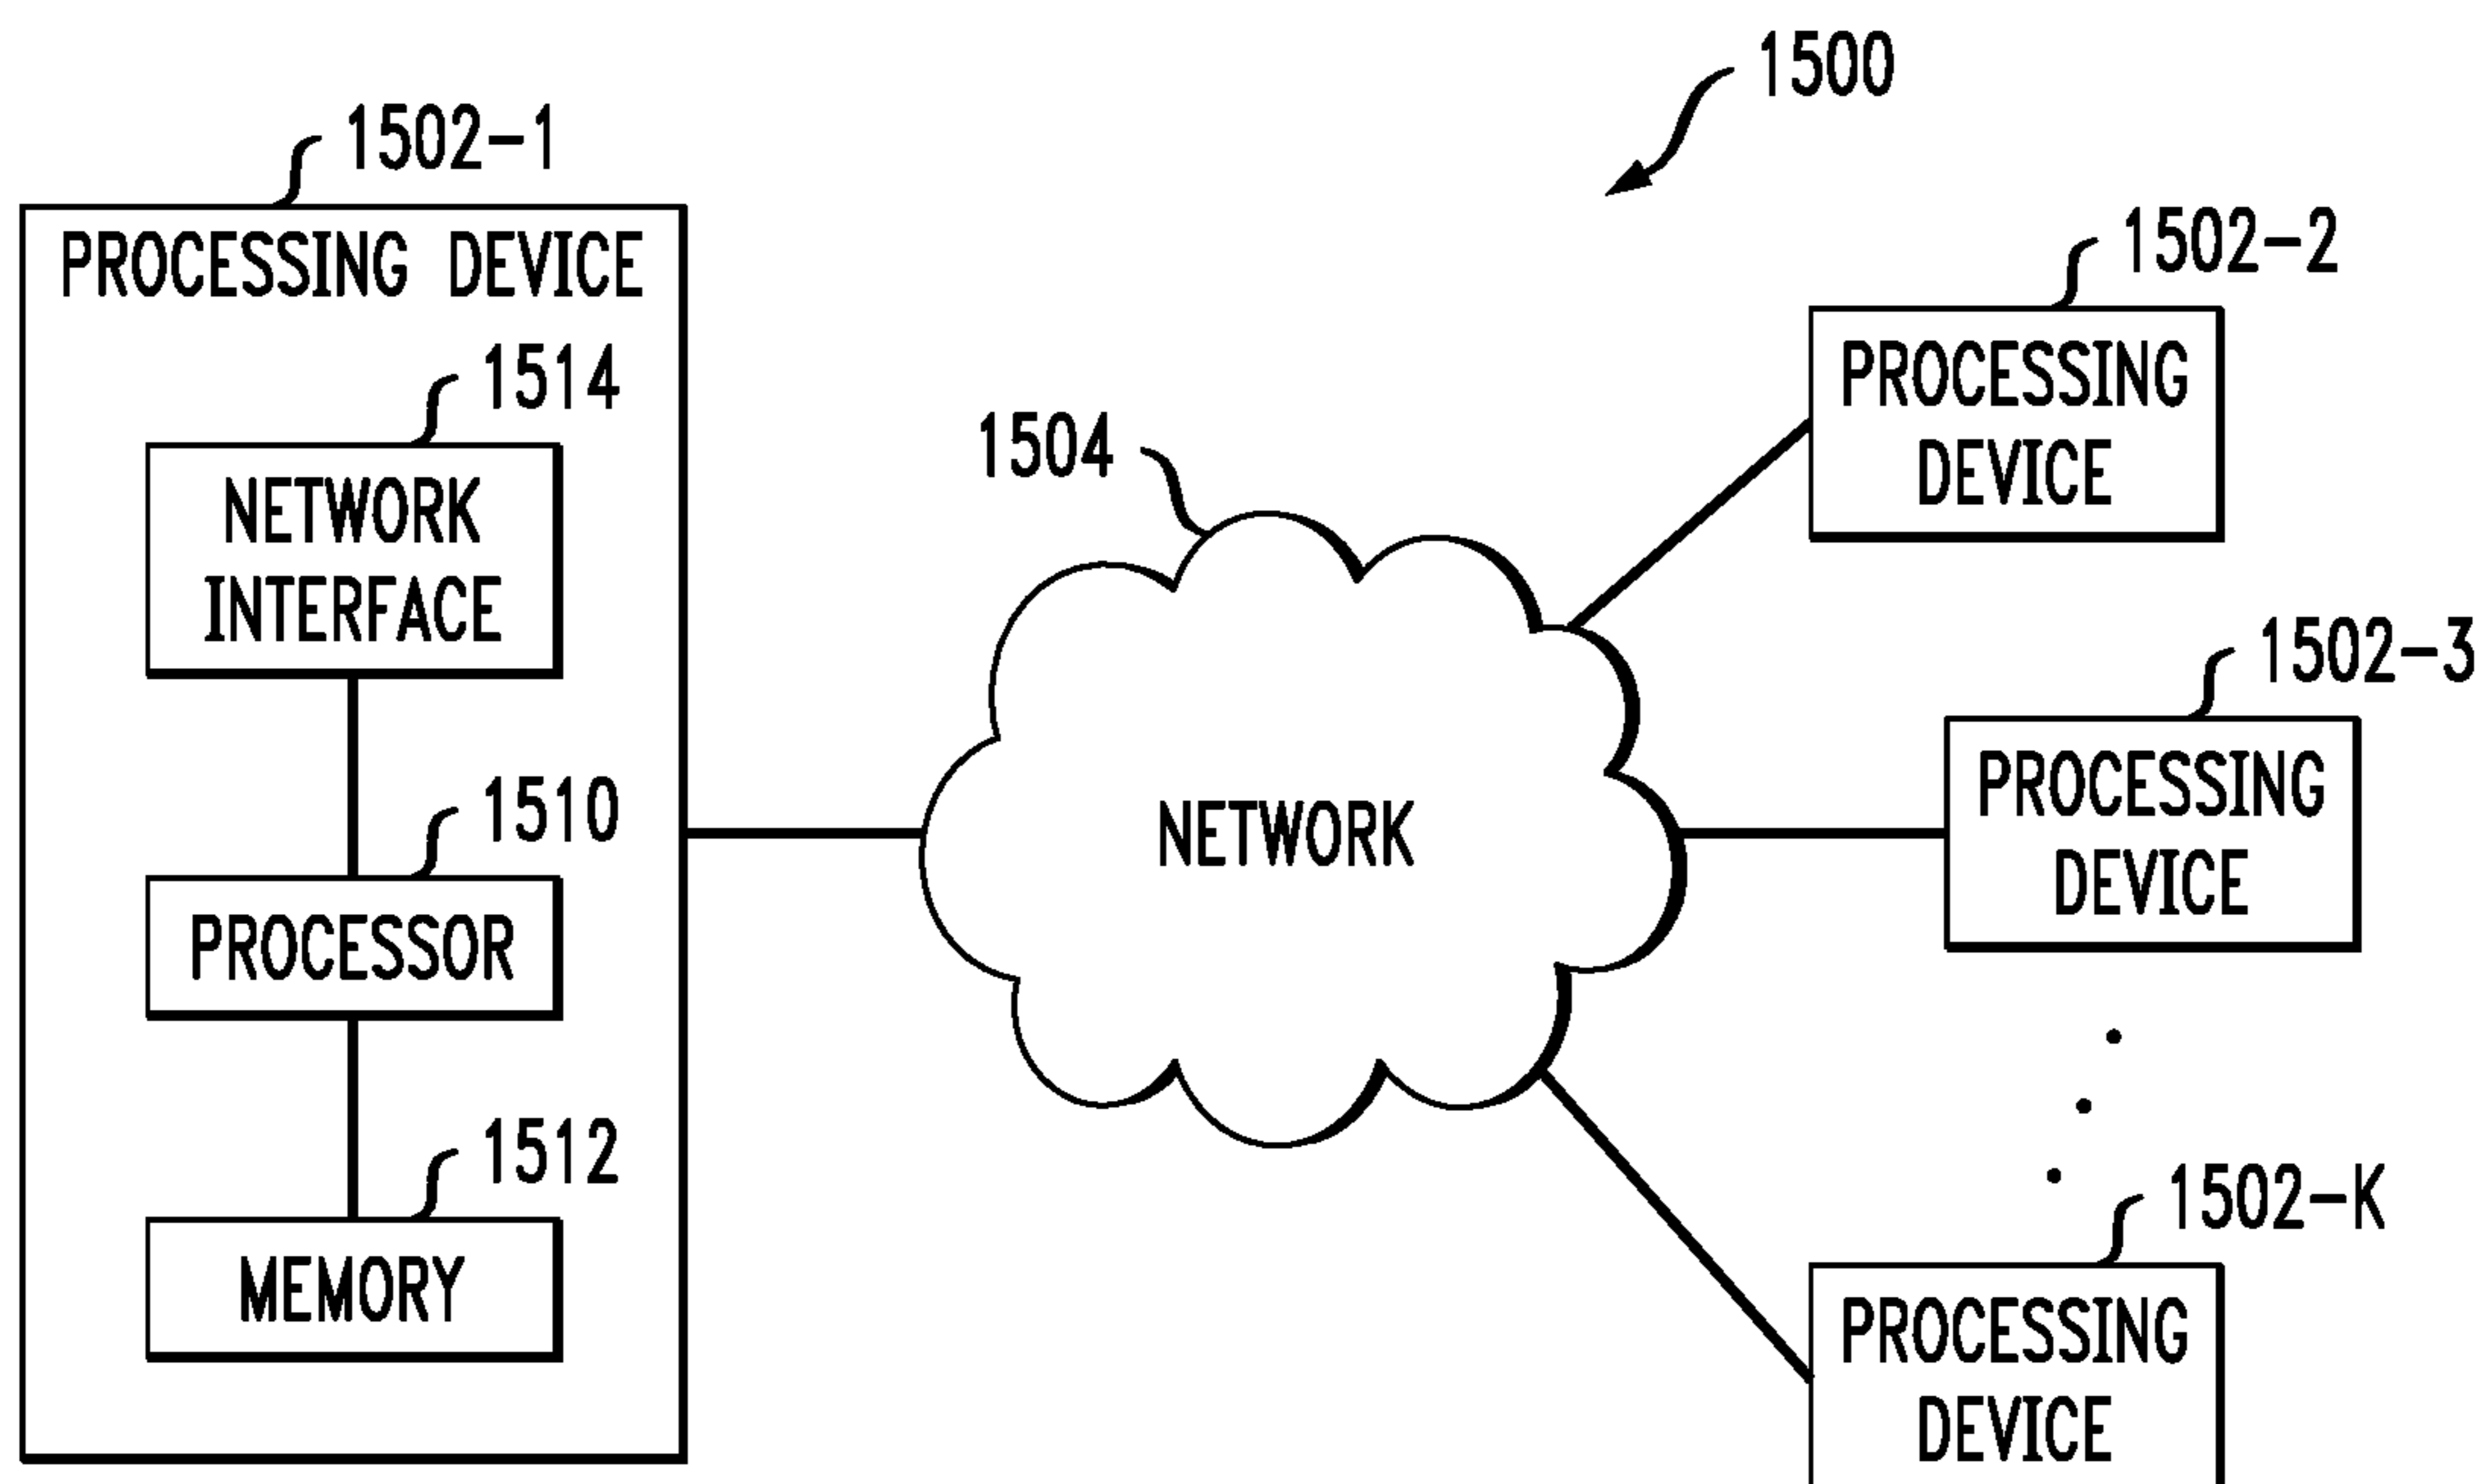 1500
1502-1
PROCESSING DEVICE
1514
NETWORK
INTERFACE
1510
PROCESSOR
1512
MEMORY
1504
NETWORK
1502-2
PROCESSING
DEVICE
1502-3
PROCESSING
DEVICE
1502-K
PROCESSING
DEVICE